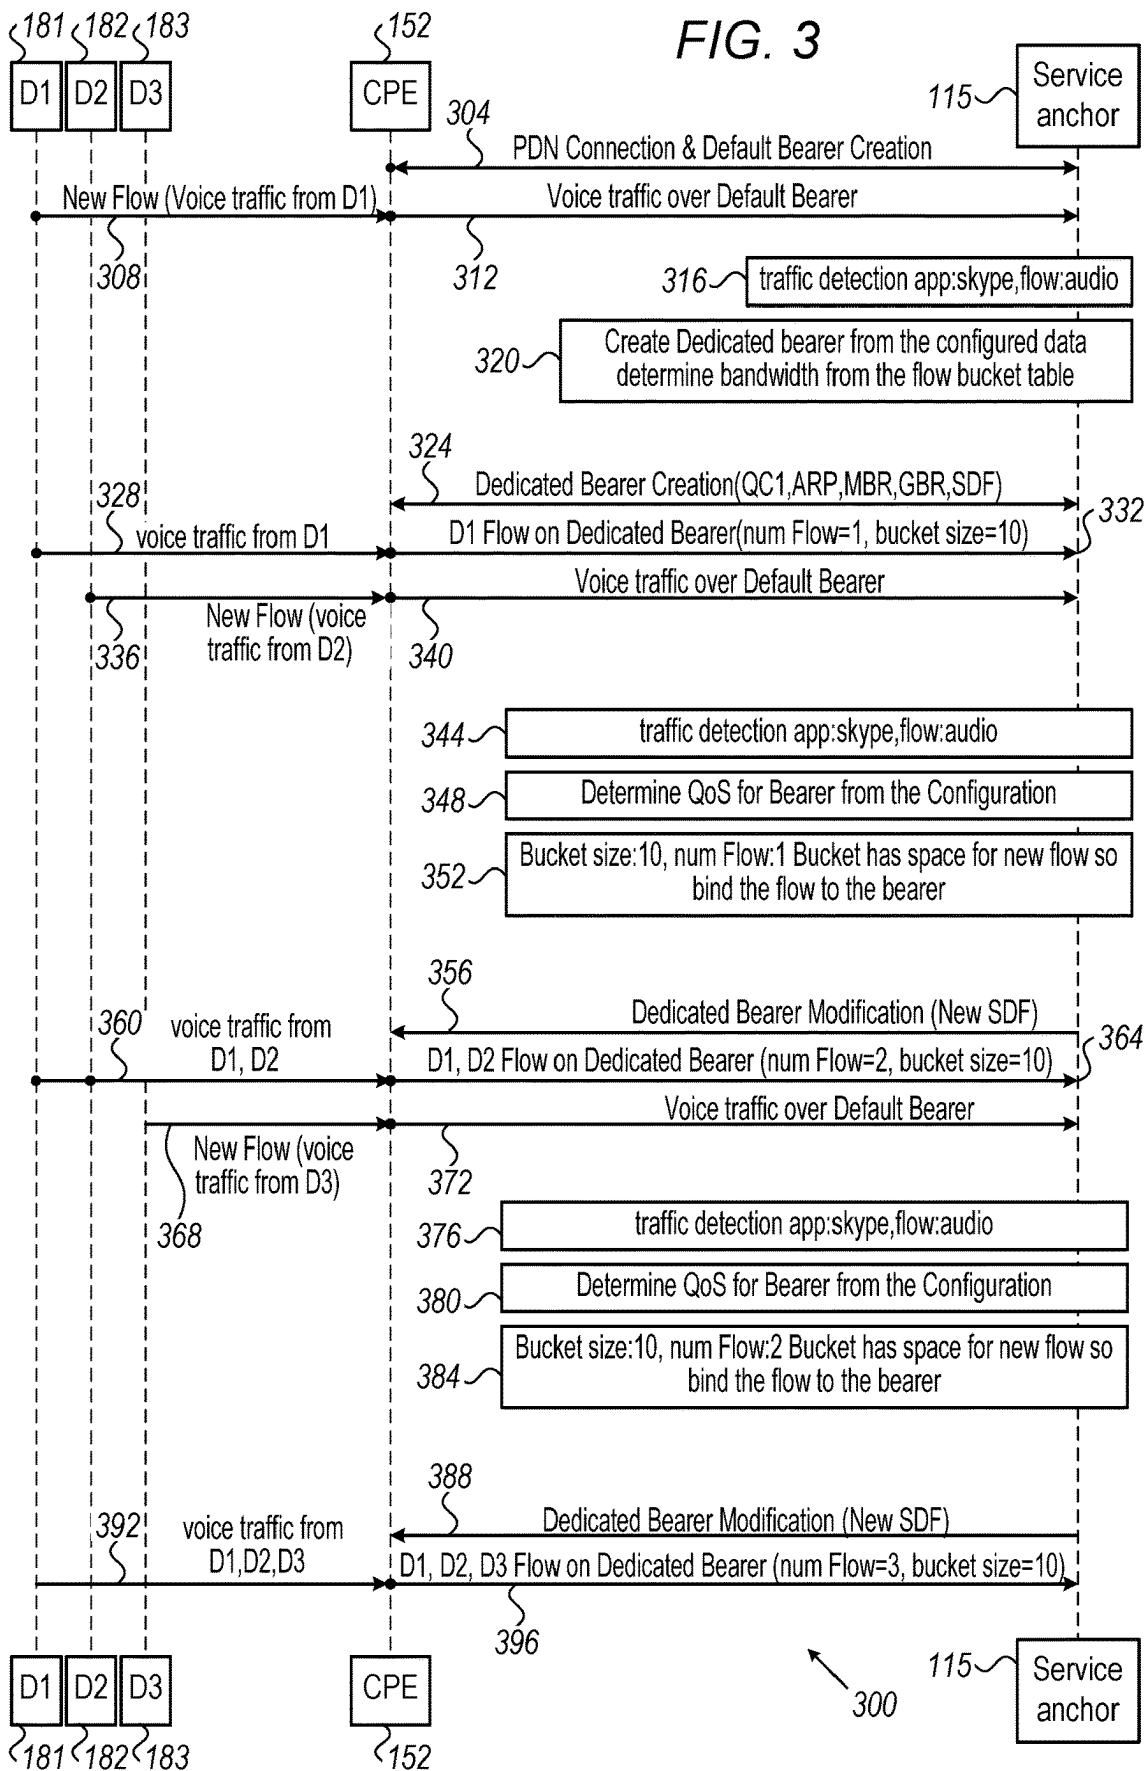 FIG. 3
181
182
183
152
115
D1
D2
D3
CPE
Service
anchor
304
PDN Connection & Default Bearer Creation
New Flow (Voice traffic from D1)
Voice traffic over Default Bearer
308
312
316
traffic detection app:skype,flow:audio
320
Create Dedicated bearer from the configured data
determine bandwidth from the flow bucket table
324
Dedicated Bearer Creation(QC1,ARP,MBR,GBR,SDF)
328
332
voice traffic from D1
D1 Flow on Dedicated Bearer(num Flow=1, bucket size=10)
Voice traffic over Default Bearer
New Flow (voice
traffic from D2)
336
340
344
traffic detection app:skype,flow:audio
348
Determine QoS for Bearer from the Configuration
352
Bucket size:10, num Flow:1 Bucket has space for new flow so
bind the flow to the bearer
356
Dedicated Bearer Modification (New SDF)
360
364
voice traffic from
D1, D2
D1, D2 Flow on Dedicated Bearer (num Flow=2, bucket size=10)
Voice traffic over Default Bearer
New Flow (voice
traffic from D3)
368
372
376
traffic detection app:skype,flow:audio
380
Determine QoS for Bearer from the Configuration
384
Bucket size:10, num Flow:2 Bucket has space for new flow so
bind the flow to the bearer
388
Dedicated Bearer Modification (New SDF)
392
voice traffic from
D1,D2,D3
D1, D2, D3 Flow on Dedicated Bearer (num Flow=3, bucket size=10)
396
300
D1
D2
D3
CPE
115
Service
anchor
181
182
183
152